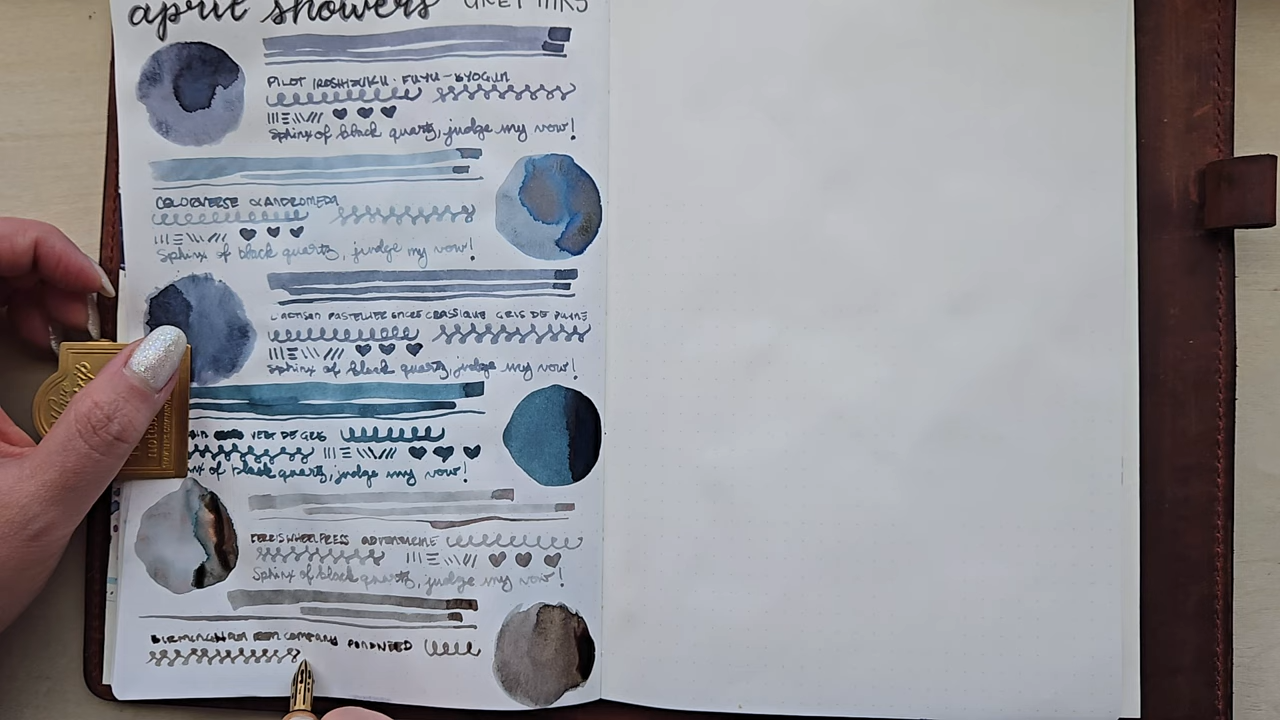 april showers GREY INKS
PILOT IROSHIZUKU - FUYU-SYOGUN
Sphinx of black quartz, judge my vow!
COLORVERSE α ANDROMEDA
Sphinx of black quartz, judge my vow!
L'ARTISAN PASTELLIER ENCRE CLASSIQUE GRIS DE PAYNE
Sphinx of black quartz, judge my vow!
VERT DE GRIS
of black quartz, judge my vow!
FERRIS WHEEL PRESS
Sphinx of black quartz, judge my vow!
BIRMINGHAM PEN COMPANY PONDWEED